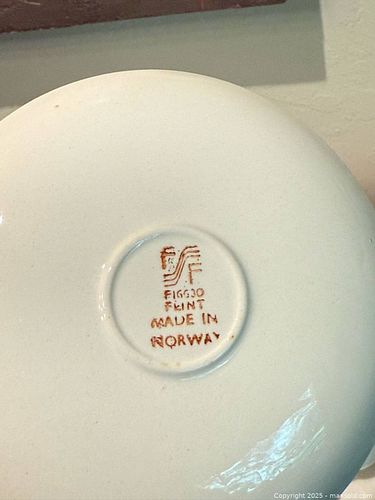 F
F
FIGGJO
FLINT
MADE IN
NORWAY
Copyright 2025 - maxsold.com